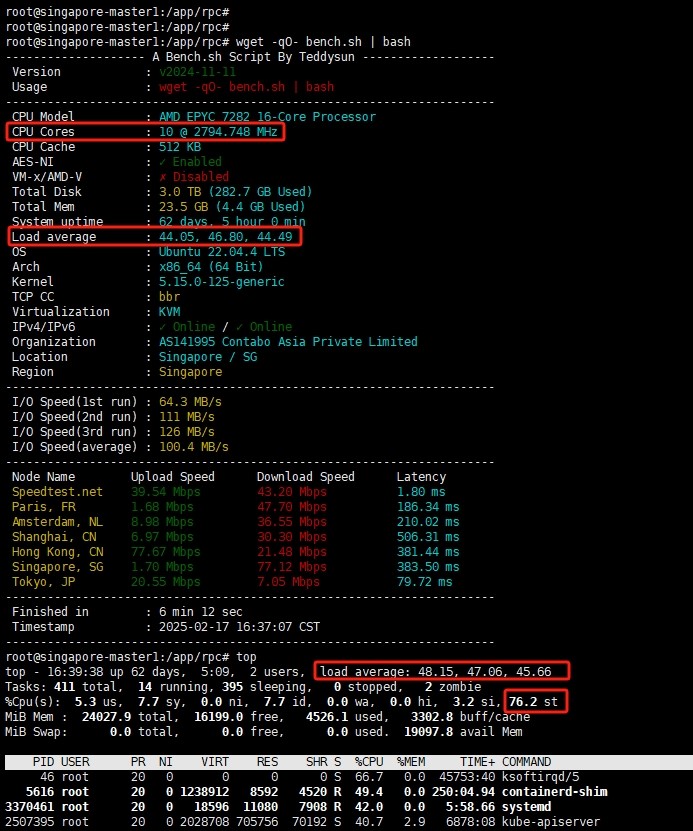 root@singapore-master1:/app/rpc#
root@singapore-master1:/app/rpc#
root@singapore-master1:/app/rpc# wget -qO- bench.sh | bash
-------------------- A Bench.sh Script By Teddysun -------------------
 Version            : v2024-11-11
 Usage              : wget -qO- bench.sh | bash
----------------------------------------------------------------------
 CPU Model          : AMD EPYC 7282 16-Core Processor
 CPU Cores          : 10 @ 2794.748 MHz
 CPU Cache          : 512 KB
 AES-NI             : ✓ Enabled
 VM-x/AMD-V         : ✗ Disabled
 Total Disk         : 3.0 TB (282.7 GB Used)
 Total Mem          : 23.5 GB (4.4 GB Used)
 System uptime      : 62 days, 5 hour 0 min
 Load average       : 44.05, 46.80, 44.49
 OS                 : Ubuntu 22.04.4 LTS
 Arch               : x86_64 (64 Bit)
 Kernel             : 5.15.0-125-generic
 TCP CC             : bbr
 Virtualization     : KVM
 IPv4/IPv6          : ✓ Online / ✓ Online
 Organization       : AS141995 Contabo Asia Private Limited
 Location           : Singapore / SG
 Region             : Singapore
----------------------------------------------------------------------
 I/O Speed(1st run) : 64.3 MB/s
 I/O Speed(2nd run) : 111 MB/s
 I/O Speed(3rd run) : 126 MB/s
 I/O Speed(average) : 100.4 MB/s
----------------------------------------------------------------------
 Node Name        Upload Speed      Download Speed      Latency
 Speedtest.net    39.54 Mbps        43.20 Mbps          1.80 ms
 Paris, FR        1.68 Mbps         47.70 Mbps          186.34 ms
 Amsterdam, NL    8.98 Mbps         36.55 Mbps          210.02 ms
 Shanghai, CN     6.97 Mbps         30.30 Mbps          506.31 ms
 Hong Kong, CN    77.67 Mbps        21.48 Mbps          381.44 ms
 Singapore, SG    1.70 Mbps         77.12 Mbps          383.50 ms
 Tokyo, JP        20.55 Mbps        7.05 Mbps           79.72 ms
----------------------------------------------------------------------
 Finished in        : 6 min 12 sec
 Timestamp          : 2025-02-17 16:37:07 CST
----------------------------------------------------------------------
root@singapore-master1:/app/rpc# top
top - 16:39:38 up 62 days,  5:09,  2 users,  load average: 48.15, 47.06, 45.66
Tasks: 411 total,  14 running, 395 sleeping,   0 stopped,   2 zombie
%Cpu(s):  5.3 us,  7.7 sy,  0.0 ni,  7.7 id,  0.0 wa,  0.0 hi,  3.2 si, 76.2 st
MiB Mem :  24027.9 total,  16199.0 free,   4526.1 used,   3302.8 buff/cache
MiB Swap:      0.0 total,      0.0 free,      0.0 used.  19097.8 avail Mem
    PID USER      PR  NI    VIRT    RES    SHR S  %CPU  %MEM     TIME+ COMMAND
     46 root      20   0       0      0      0 S  66.7   0.0  45753:40 ksoftirqd/5
   5616 root      20   0 1238912   8592   4520 R  49.4   0.0 250:04.94 containerd-shim
3370461 root      20   0   18596  11080   7908 R  42.0   0.0   5:58.66 systemd
2507395 root      20   0 2028708 705756  70192 S  40.7   2.9   6878:08 kube-apiserver